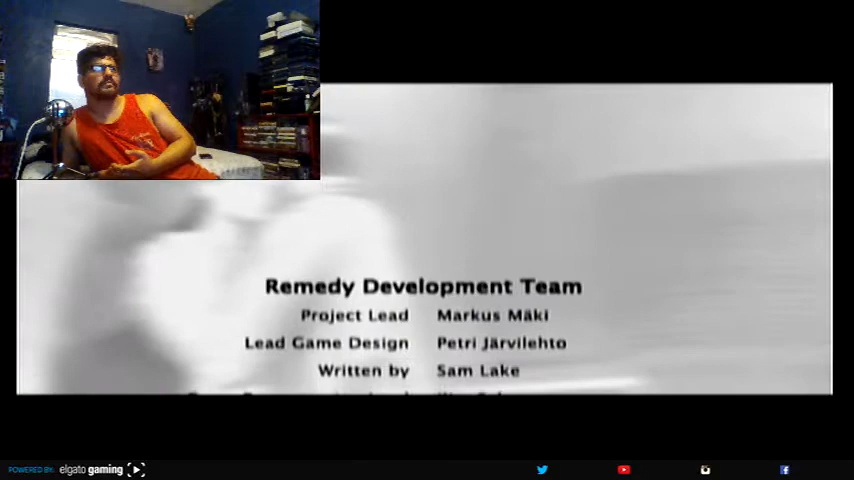 Remedy Development Team
Project Lead Markus Mäki
Lead Game Design Petri Järvilehto
Written by Sam Lake
POWERED BY: elgato gaming